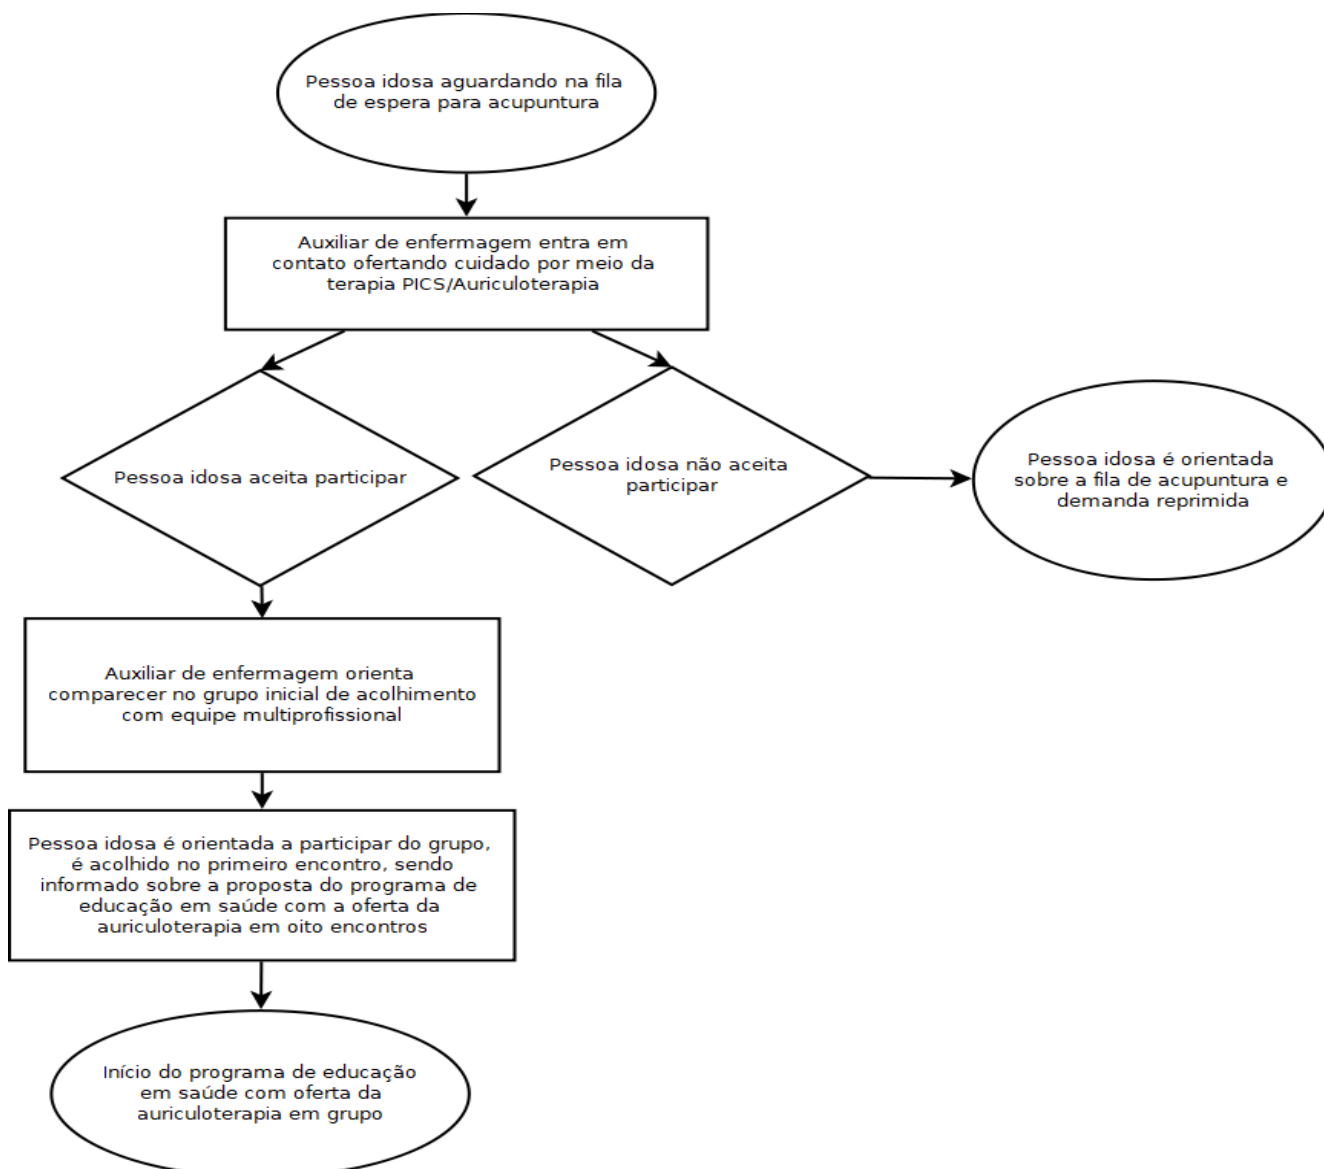 Pessoa idosa aguardando na fila
de espera para acupuntura
Auxiliar de enfermagem entra em
contato ofertando cuidado por meio da
terapia PICS/Auriculoterapia
Pessoa idosa aceita participar
Pessoa idosa não aceita
participar
Pessoa idosa é orientada
sobre a fila de acupuntura e
demanda reprimida
Auxiliar de enfermagem orienta
comparecer no grupo inicial de acolhimento
com equipe multiprofissional
Pessoa idosa é orientada a participar do grupo,
é acolhido no primeiro encontro, sendo
informado sobre a proposta do programa de
educação em saúde com a oferta da
auriculoterapia em oito encontros
Início do programa de educação
em saúde com oferta da
auriculoterapia em grupo